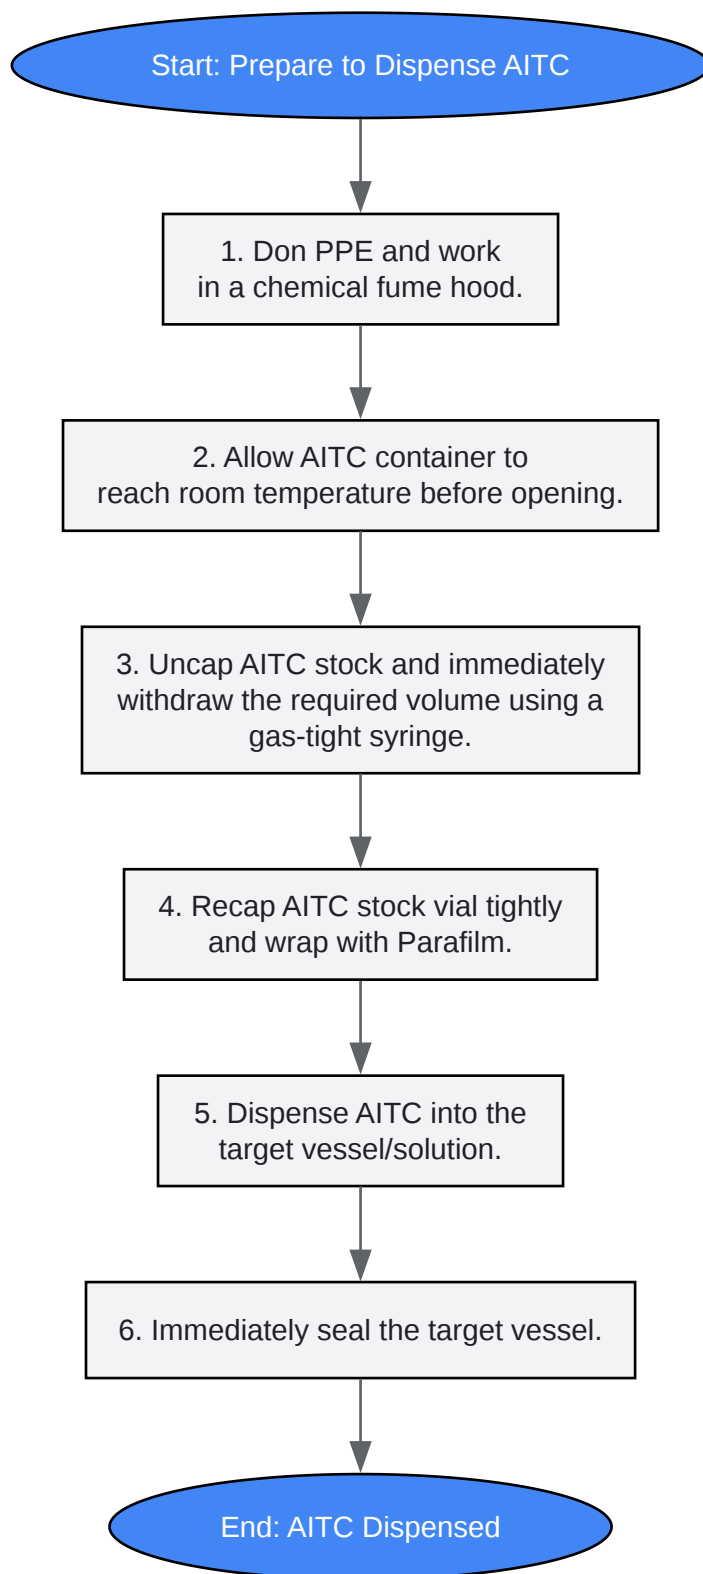 Start: Prepare to Dispense AITC
1. Don PPE and work
in a chemical fume hood.
2. Allow AITC container to
reach room temperature before opening.
3. Uncap AITC stock and immediately
withdraw the required volume using a
gas-tight syringe.
4. Recap AITC stock vial tightly
and wrap with Parafilm.
5. Dispense AITC into the
target vessel/solution.
6. Immediately seal the target vessel.
End: AITC Dispensed